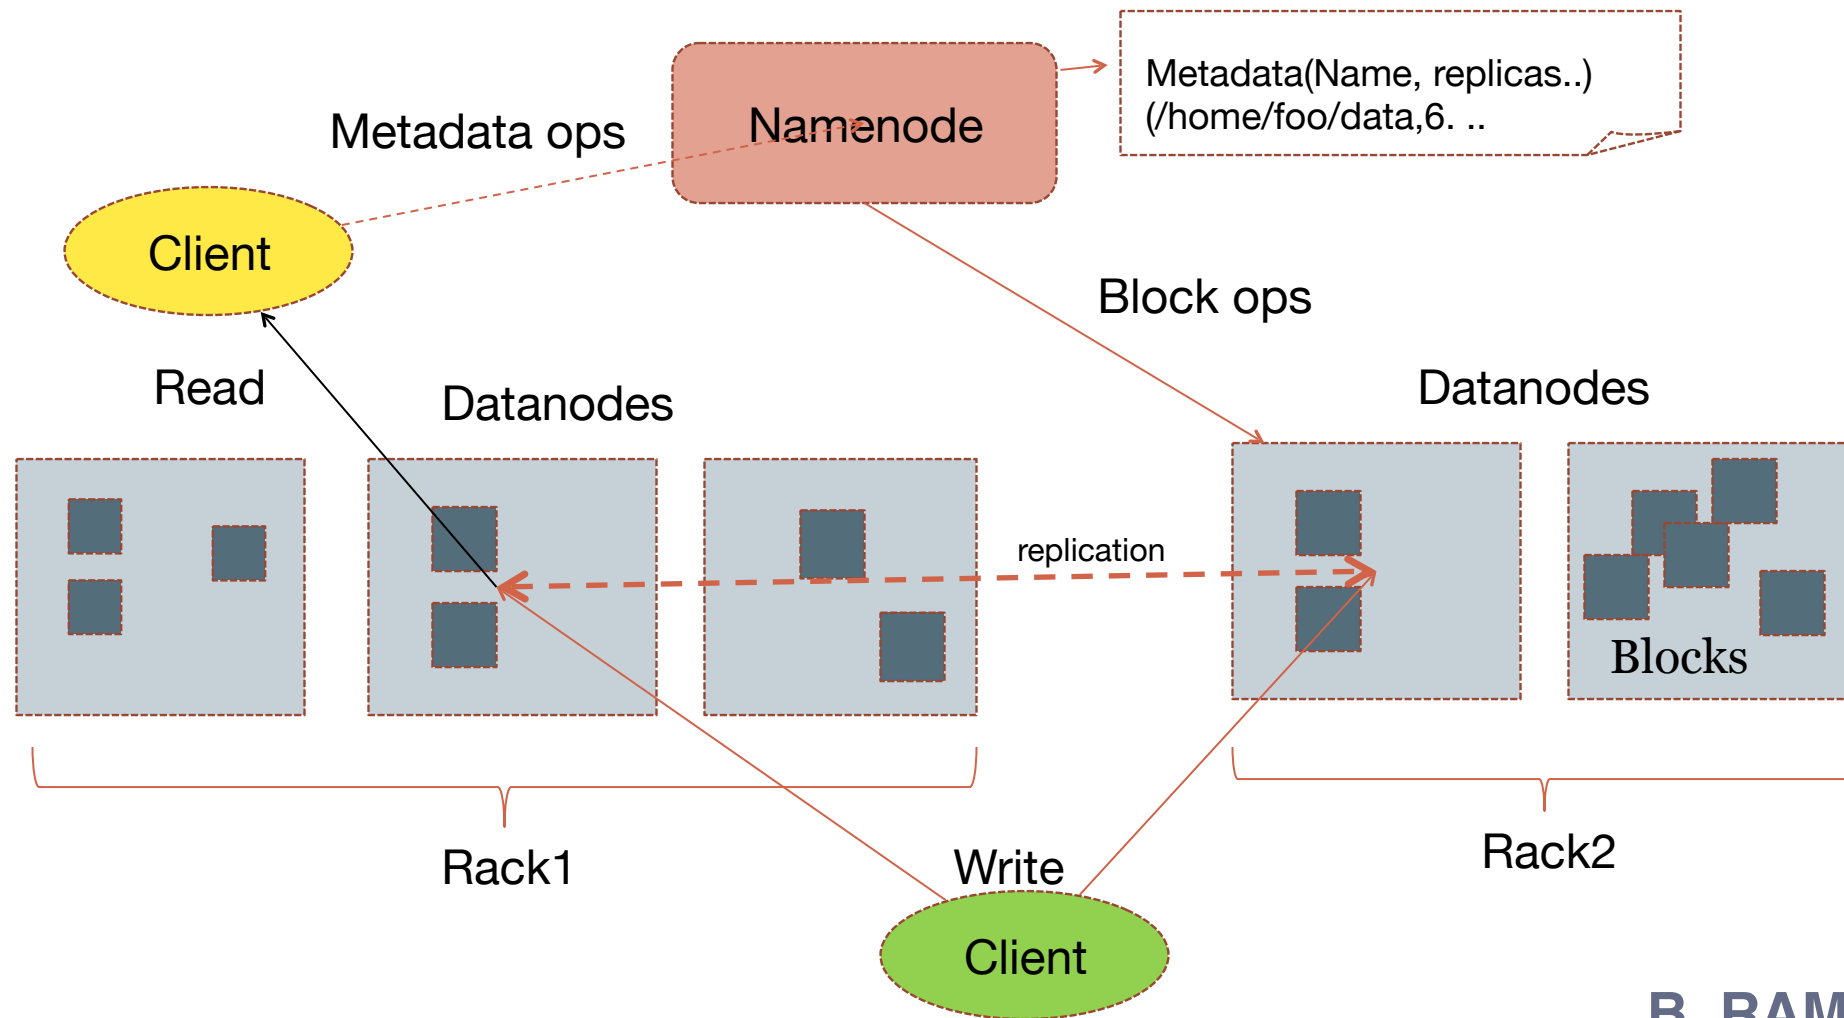 Metadata(Name, replicas..)
(/home/foo/data,6. ..
Namenode
Metadata ops
Client
Block ops
Read
Datanodes
Datanodes
replication
Blocks
Rack1
Rack2
Write
Client
B. RAM